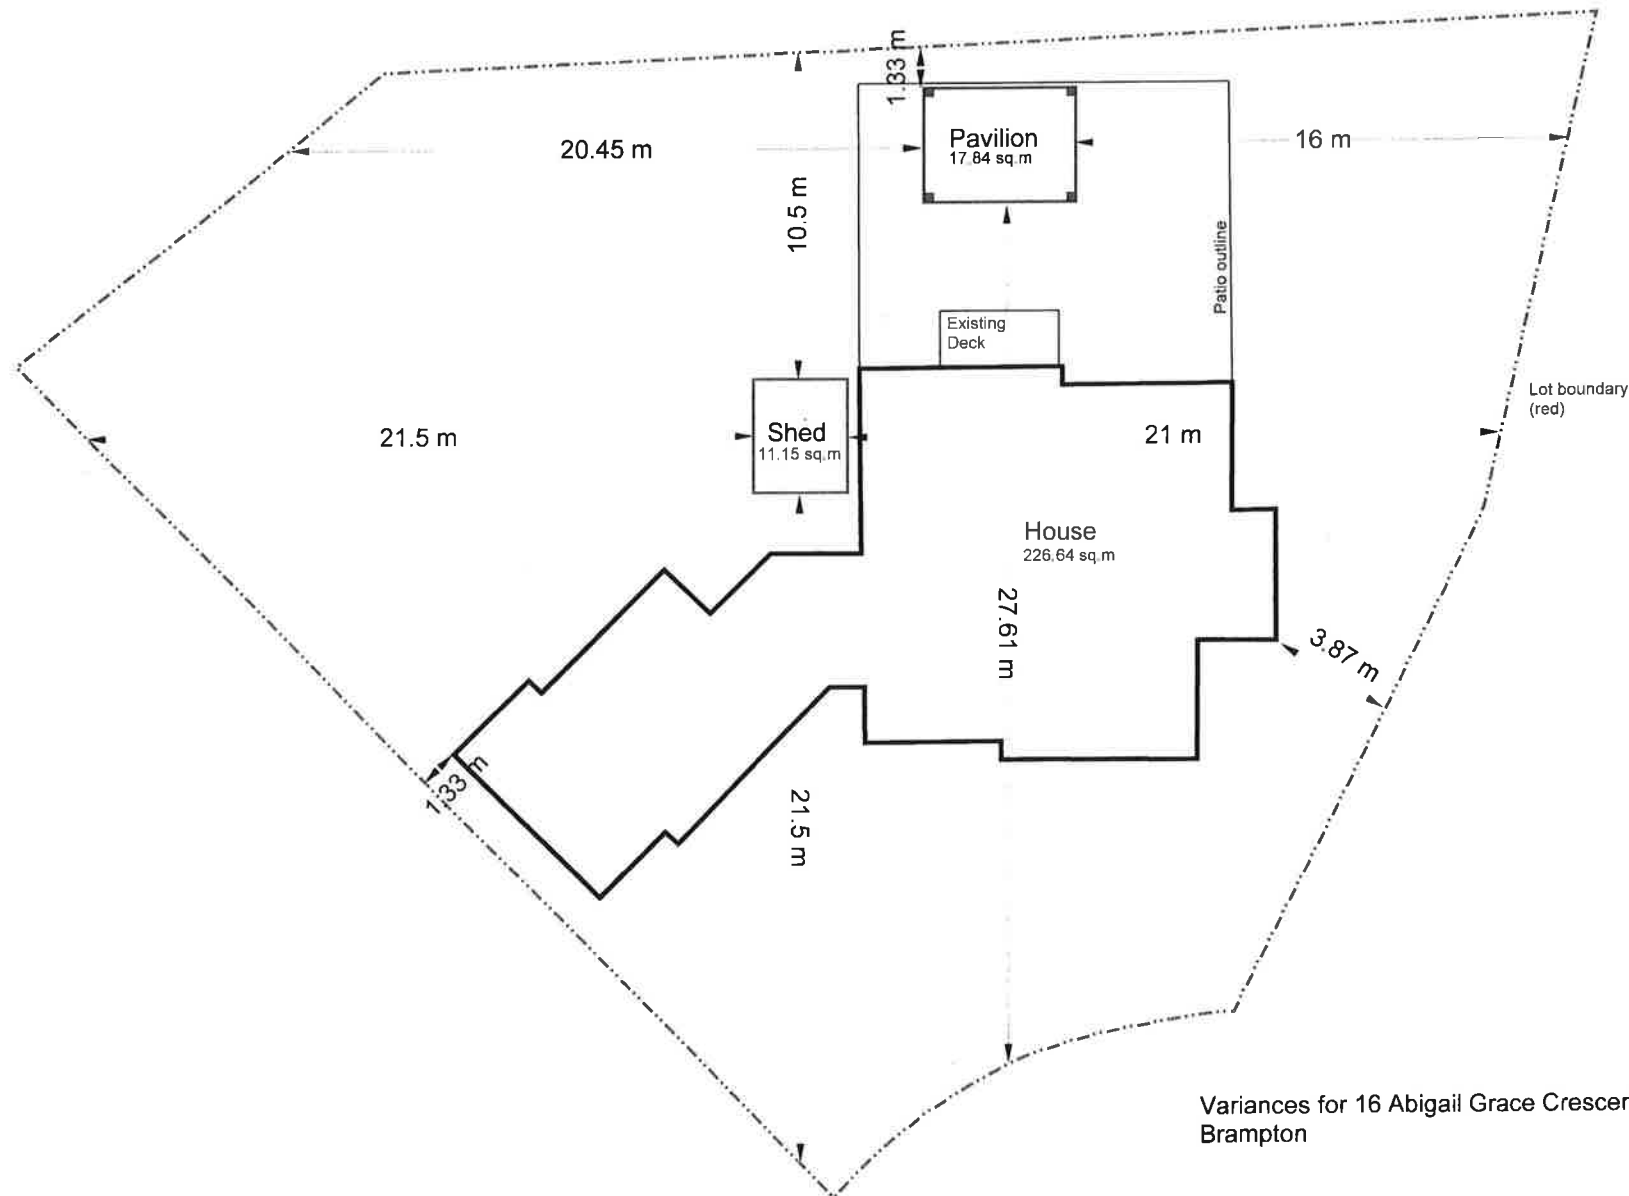 1.33 m
Pavilion
17.84 sq.m
20.45 m
16 m
10.5 m
Patio outline
Existing
Deck
Lot boundary
(red)
Shed
11.15 sq.m
21.5 m
21 m
House
226.64 sq.m
27.61 m
3.87 m
1.33 m
21.5 m
Variances for 16 Abigail Grace Crescen
Brampton